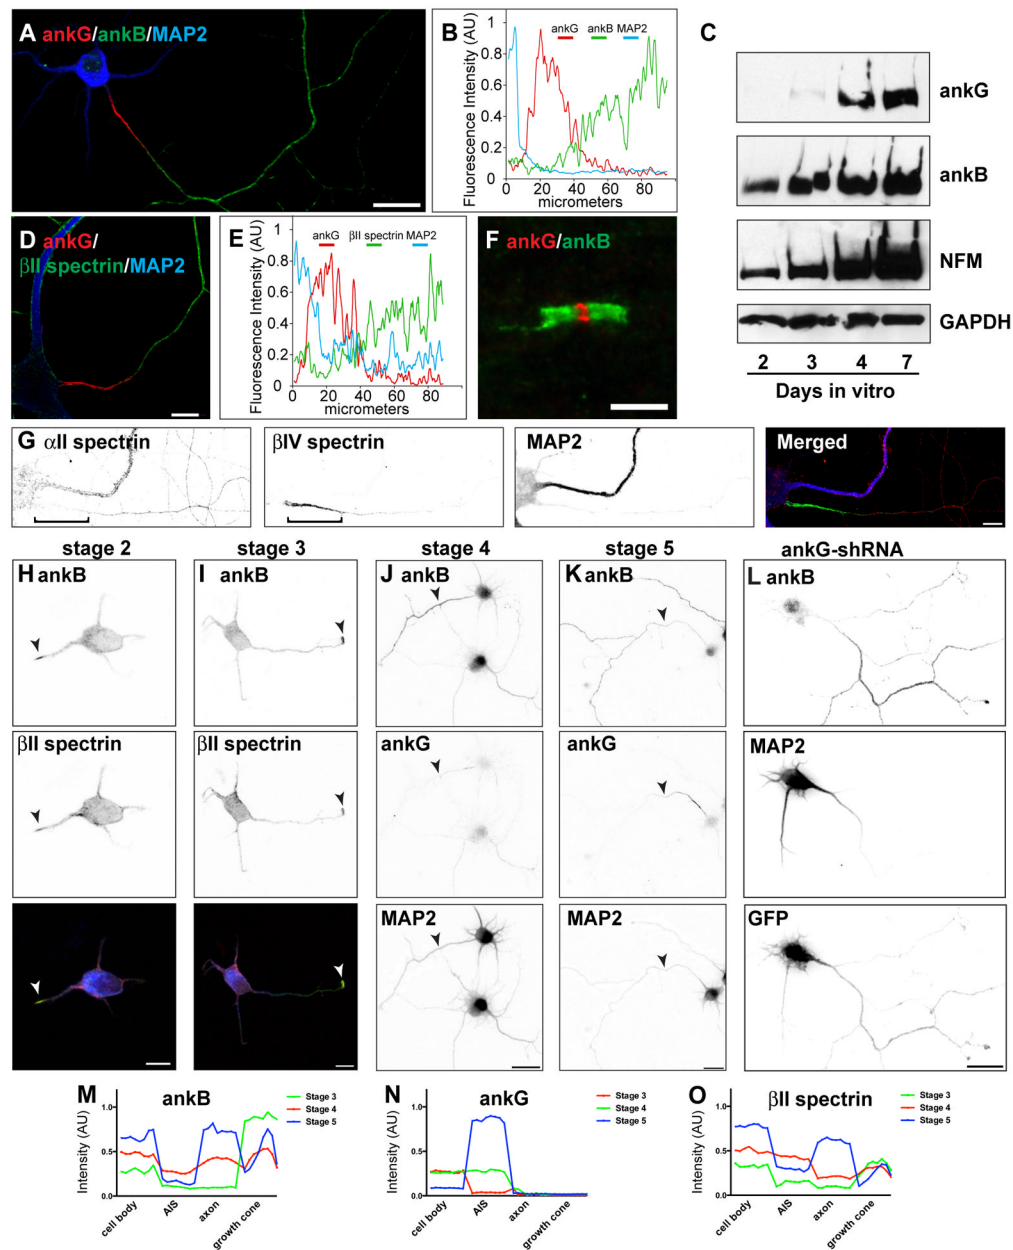 A ankG/ankB/MAP2
B
ankG ankB MAP2
Fluorescence Intensity (AU)
1
0.8
0.6
0.4
0.2
0
0 20 40 60 80
micrometers
C
ankG
ankB
NFM
GAPDH
2 3 4 7
Days in vitro
D ankG/
βII spectrin/MAP2
E
ankG βII spectrin MAP2
Fluorescence Intensity (AU)
1
0.8
0.6
0.4
0.2
0
0 20 40 60 80
micrometers
F ankG/ankB
G αII spectrin
βIV spectrin
MAP2
Merged
stage 2
stage 3
stage 4
stage 5
ankG-shRNA
H ankB
I ankB
J ankB
K ankB
L ankB
βII spectrin
βII spectrin
ankG
ankG
MAP2
MAP2
MAP2
GFP
M ankB
Intensity (AU)
1.0
0.5
0.0
cell body
AIS
axon
growth cone
Stage 3
Stage 4
Stage 5
N ankG
Intensity (AU)
1.0
0.5
0.0
cell body
AIS
axon
growth cone
Stage 3
Stage 4
Stage 5
O βII spectrin
Intensity (AU)
1.0
0.5
0.0
cell body
AIS
axon
growth cone
Stage 3
Stage 4
Stage 5